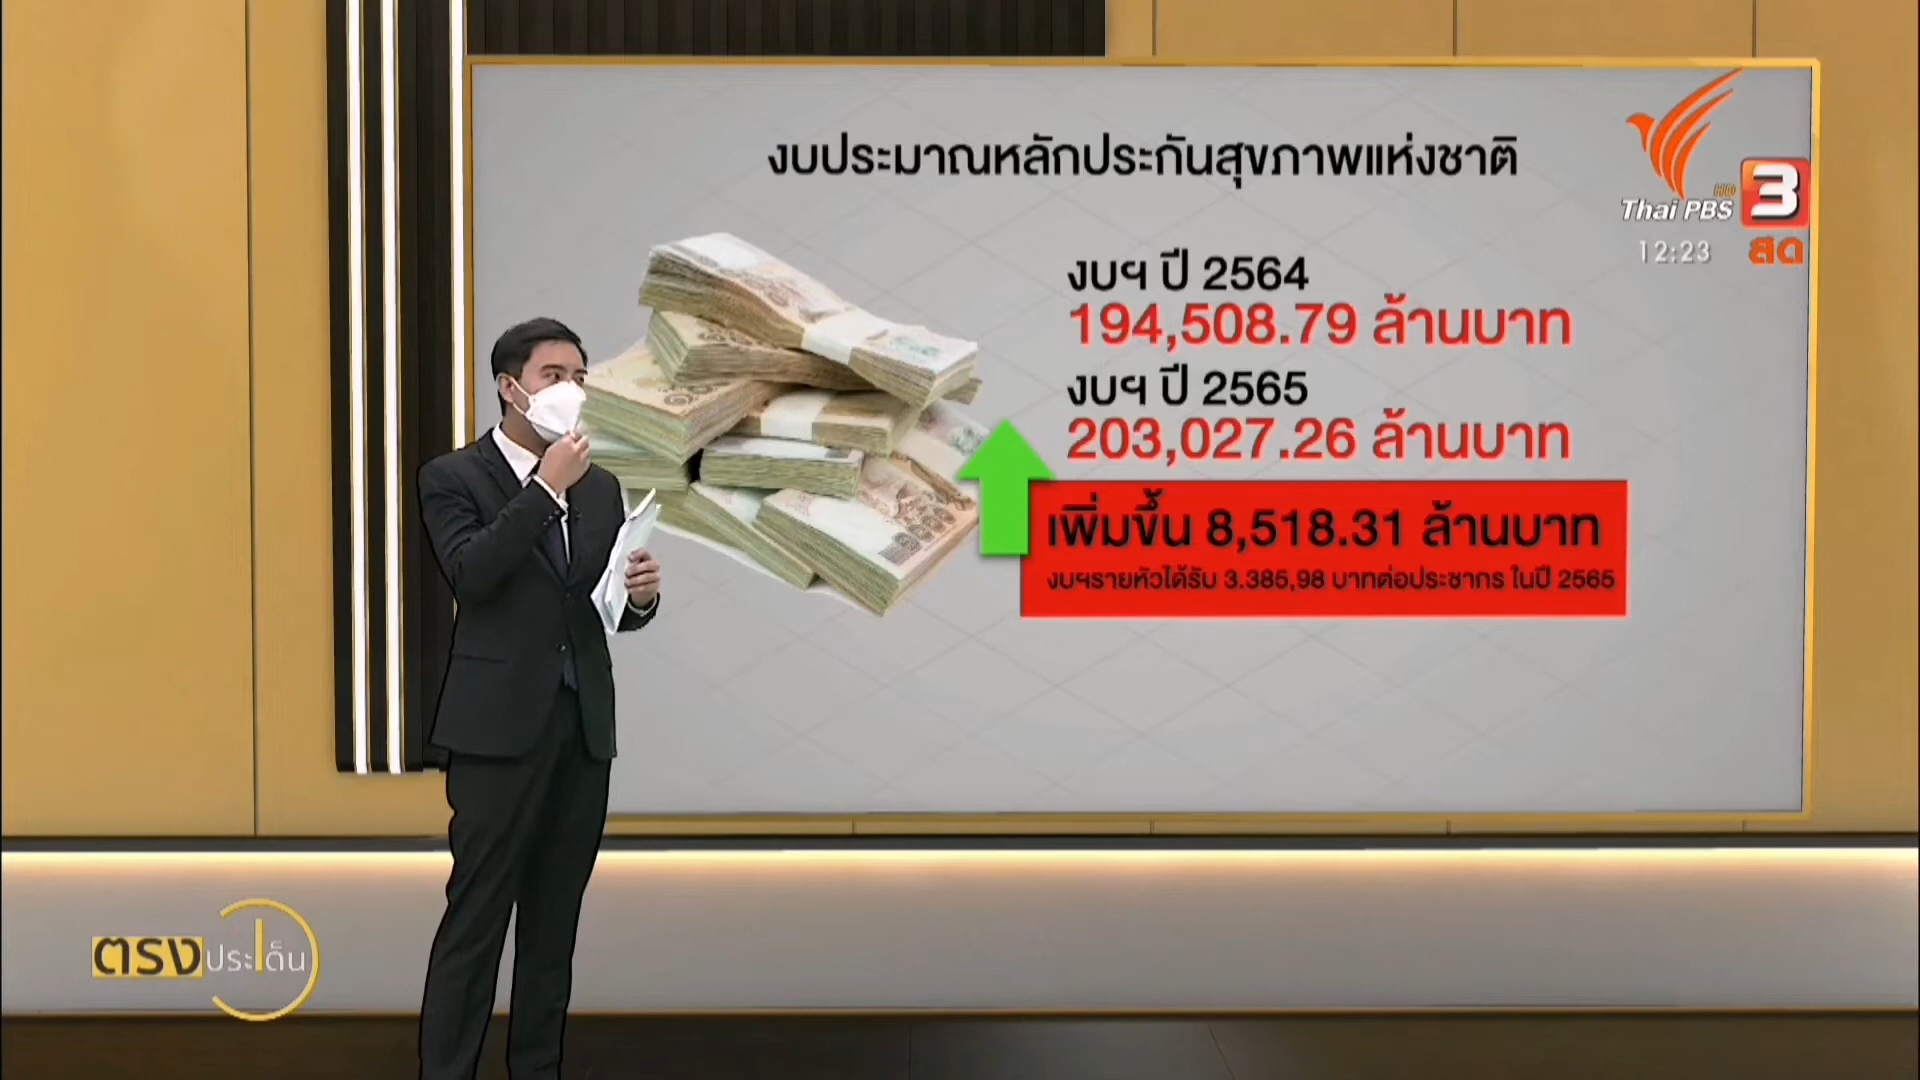 งบประมาณหลักประกันสุขภาพแห่งชาติ
Thai PBS HD 3
12:23 สด
งบฯ ปี 2564
194,508.79 ล้านบาท
งบฯ ปี 2565
203,027.26 ล้านบาท
เพิ่มขึ้น 8,518.31 ล้านบาท
งบฯรายหัวได้รับ 3.385,98 บาทต่อประชากร ในปี 2565
ตรงประเด็น